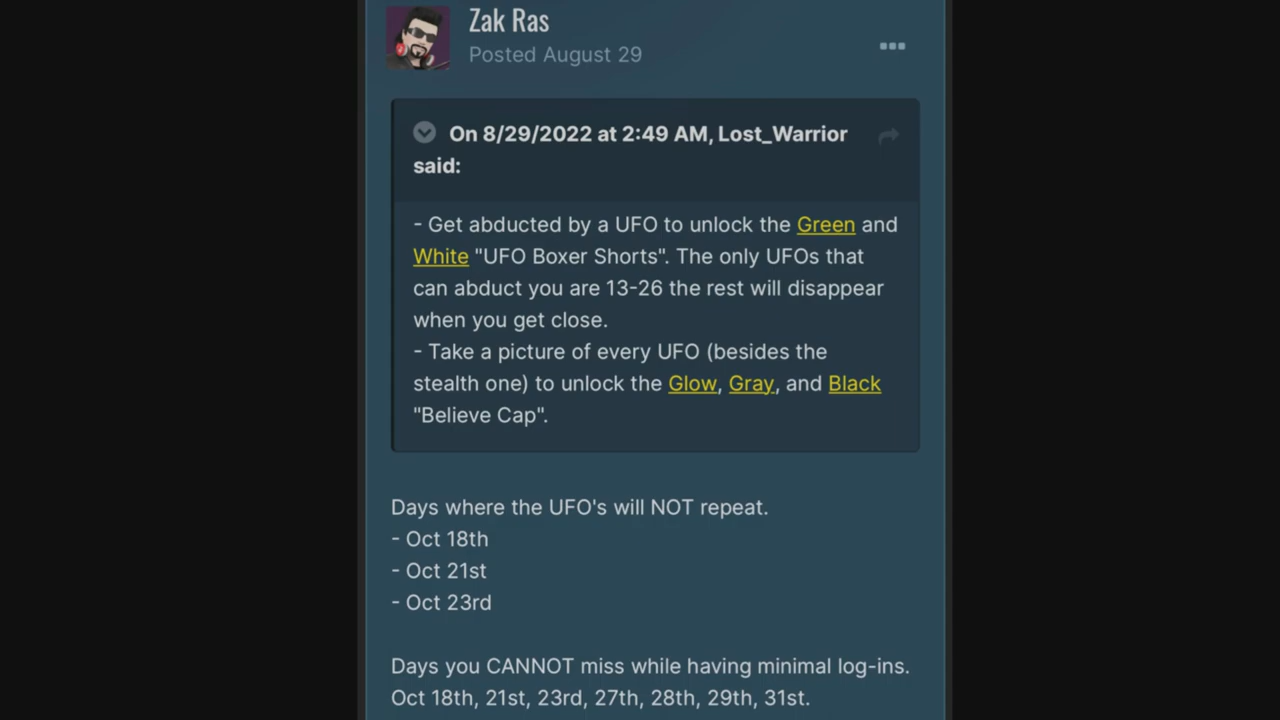 Zak Ras
Posted August 29
On 8/29/2022 at 2:49 AM, Lost_Warrior
said:
- Get abducted by a UFO to unlock the Green and
White "UFO Boxer Shorts". The only UFOs that
can abduct you are 13-26 the rest will disappear
when you get close.
- Take a picture of every UFO (besides the
stealth one) to unlock the Glow, Gray, and Black
"Believe Cap".
Days where the UFO's will NOT repeat.
- Oct 18th
- Oct 21st
- Oct 23rd
Days you CANNOT miss while having minimal log-ins.
Oct 18th, 21st, 23rd, 27th, 28th, 29th, 31st.